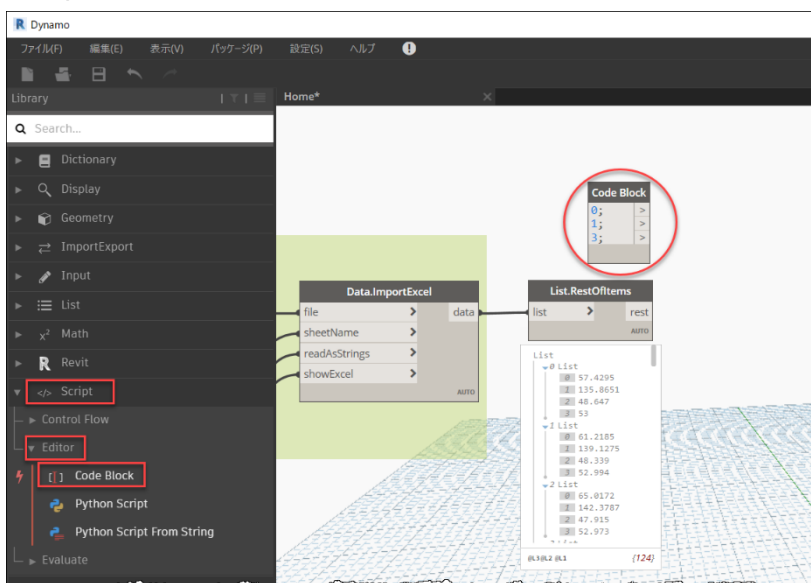 Dynamo
ファイル(F) 編集(E) 表示(V) パッケージ(P) 設定(S) ヘルプ
Library
Home*
Search...
Dictionary
Display
Geometry
ImportExport
Input
List
Math
Revit
Script
Control Flow
Editor
Code Block
Python Script
Python Script From String
Evaluate
Code Block
0; >
1; >
3; >
Data.ImportExcel
file > data
sheetName >
readAsStrings >
showExcel >
AUTO
List.RestOfItems
list > rest
AUTO
List
0 List
0 57.4295
1 135.8651
2 48.647
3 53
1 List
0 61.2185
1 139.1275
2 48.339
3 52.994
2 List
0 65.0172
1 142.3787
2 47.915
3 52.973
@L3 @L2 @L1 {124}